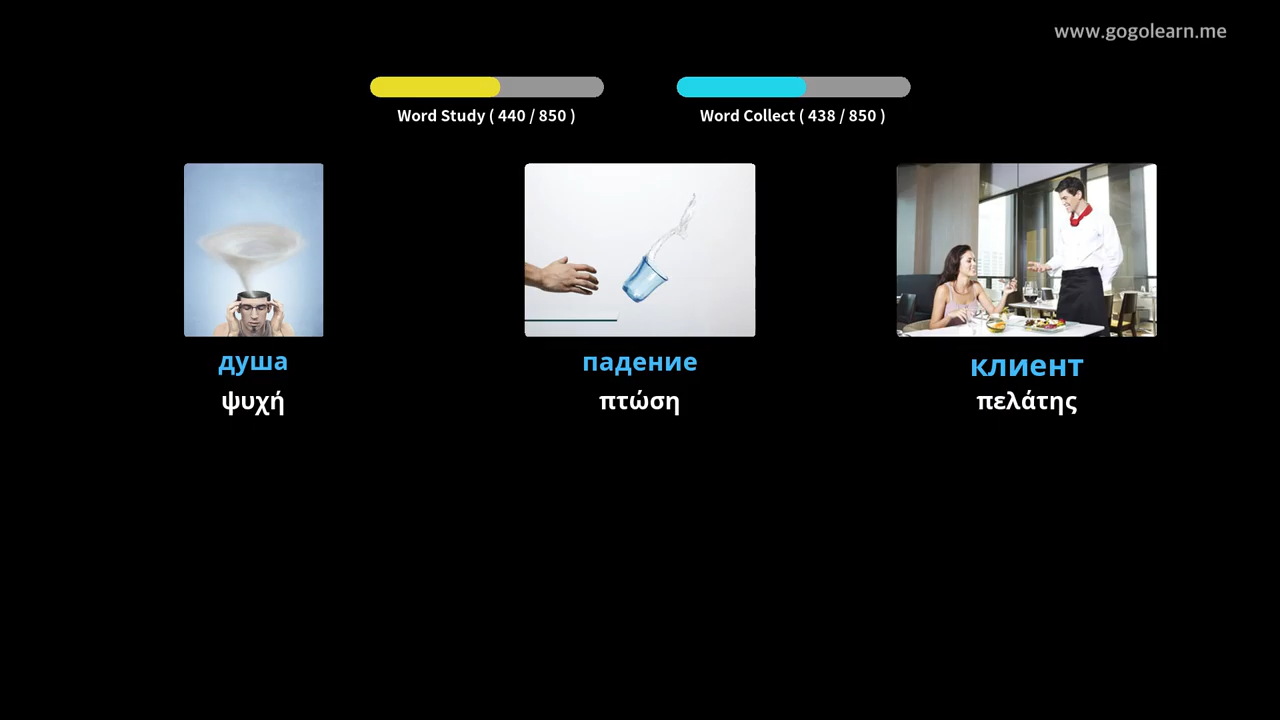 www.gogolearn.me
Word Study ( 440 / 850 )
Word Collect ( 438 / 850 )
душа
падение
клиент
ψυχή
πτώση
πελάτης